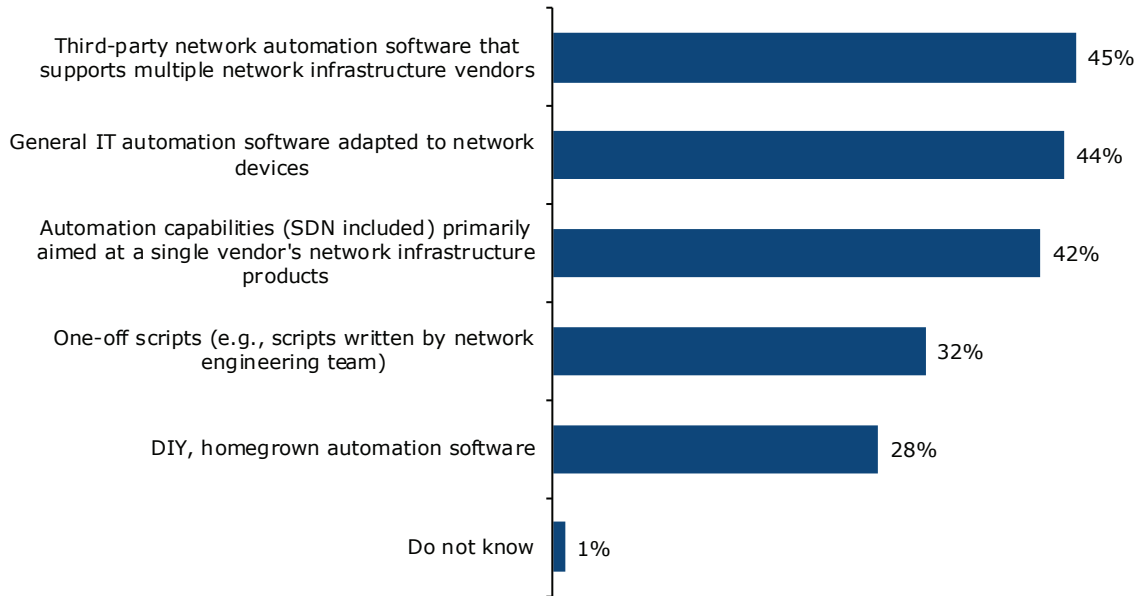 Third-party network automation software that
supports multiple network infrastructure vendors
45%
General IT automation software adapted to network
devices
44%
Automation capabilities (SDN included) primarily
aimed at a single vendor's network infrastructure
products
42%
One-off scripts (e.g., scripts written by network
engineering team)
32%
DIY, homegrown automation software
28%
Do not know
1%